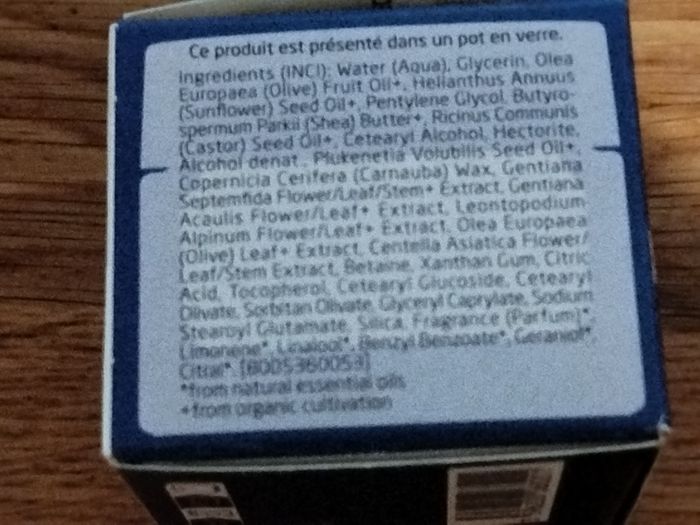 Ce produit est présenté dans un pot en verre.
Ingredients (INCI): Water (Aqua), Glycerin, Olea
Europaea (Olive) Fruit Oil+, Helianthus Annuus
(Sunflower) Seed Oil+, Pentylene Glycol, Butyro-
spermum Parkii (Shea) Butter+, Ricinus Communis
(Castor) Seed Oil+, Cetearyl Alcohol, Hectorite,
Alcohol denat., Plukenetia Volubilis Seed Oil+,
Copernicia Cerifera (Carnauba) Wax, Gentiana
Septemfida Flower/Leaf/Stem+ Extract, Gentiana
Acaulis Flower/Leaf+ Extract, Leontopodium
Alpinum Flower/Leaf+ Extract, Olea Europaea
(Olive) Leaf+ Extract, Centella Asiatica Flower/
Leaf/Stem Extract, Betaine, Xanthan Gum, Citric
Acid, Tocopherol, Cetearyl Glucoside, Cetearyl
Olivate, Sorbitan Olivate, Glyceryl Caprylate, Sodium
Stearoyl Glutamate, Silica, Fragrance (Parfum)*,
Limonene*, Linalool*, Benzyl Benzoate*, Geraniol*,
Citral*.
*from natural essential oils
+from organic cultivation